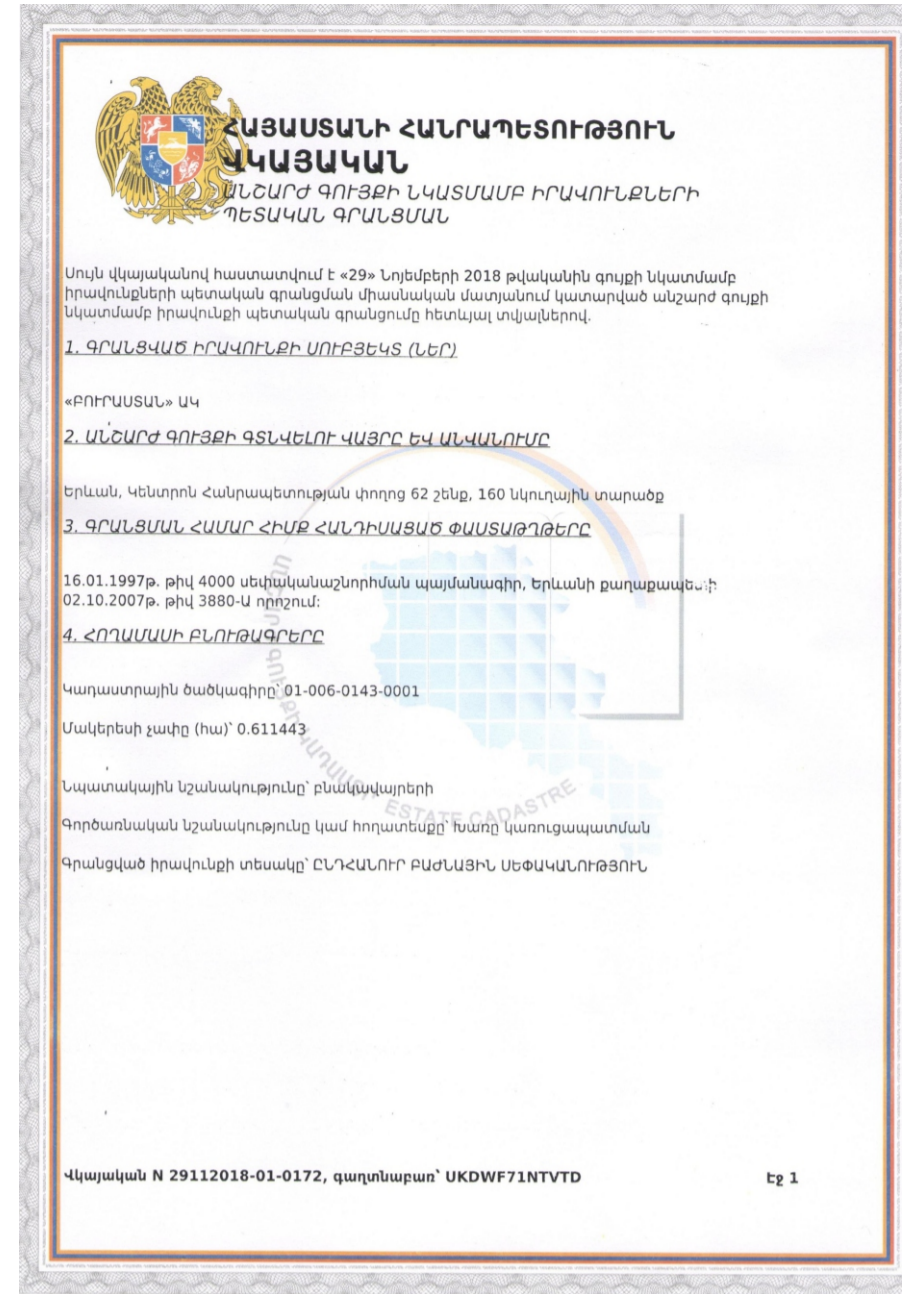 ՀԱՅԱՍՏԱՆԻ ՀԱՆՐԱՊԵՏՈՒԹՅՈՒՆ
ՎԿԱՅԱԿԱՆ
ԱՆՇԱՐԺ ԳՈՒՅՔԻ ՆԿԱՏՄԱՄԲ ԻՐԱՎՈՒՆՔՆԵՐԻ
ՊԵՏԱԿԱՆ ԳՐԱՆՑՄԱՆ
Սույն վկայականով հաստատվում է «29» Նոյեմբերի 2018 թվականին գույքի նկատմամբ
իրավունքների պետական գրանցման միասնական մատյանում կատարված անշարժ գույքի
նկատմամբ իրավունքի պետական գրանցումը հետևյալ տվյալներով.
1. ԳՐԱՆՑՎԱԾ ԻՐԱՎՈՒՆՔԻ ՍՈՒԲՅԵԿՏ (ՆԵՐ)
«ԲՈՒՐԱՍՏԱՆ» ԱԿ
2. ԱՆՇԱՐԺ ԳՈՒՅՔԻ ԳՏՆՎԵԼՈՒ ՎԱՅՐԸ ԵՎ ԱՆՎԱՆՈՒՄԸ
Երևան, Կենտրոն Հանրապետության փողոց 62 շենք, 160 նկուղային տարածք
3. ԳՐԱՆՑՄԱՆ ՀԱՄԱՐ ՀԻՄՔ ՀԱՆԴԻՍԱՑԱԾ ՓԱՍՏԱԹՂԹԵՐԸ
16.01.1997թ. թիվ 4000 սեփականաշնորհման պայմանագիր, Երևանի քաղաքապետի
02.10.2007թ. թիվ 3880-Ա որոշում:
4. ՀՈՂԱՄԱՍԻ ԲՆՈՒԹԱԳՐԵՐԸ
Կադաստրային ծածկագիրը՝ 01-006-0143-0001
Մակերեսի չափը (հա)՝ 0.611443
Նպատակային նշանակությունը՝ բնակավայրերի
ESTATE CADASTRE
Գործառնական նշանակությունը կամ հողատեսքը՝ Խառը կառուցապատման
Գրանցված իրավունքի տեսակը՝ ԸՆԴՀԱՆՈՒՐ ԲԱԺՆԱՅԻՆ ՍԵՓԱԿԱՆՈՒԹՅՈՒՆ
Վկայական N 29112018-01-0172, գաղտնաբառ՝ UKDWF71NTVTD
Էջ 1